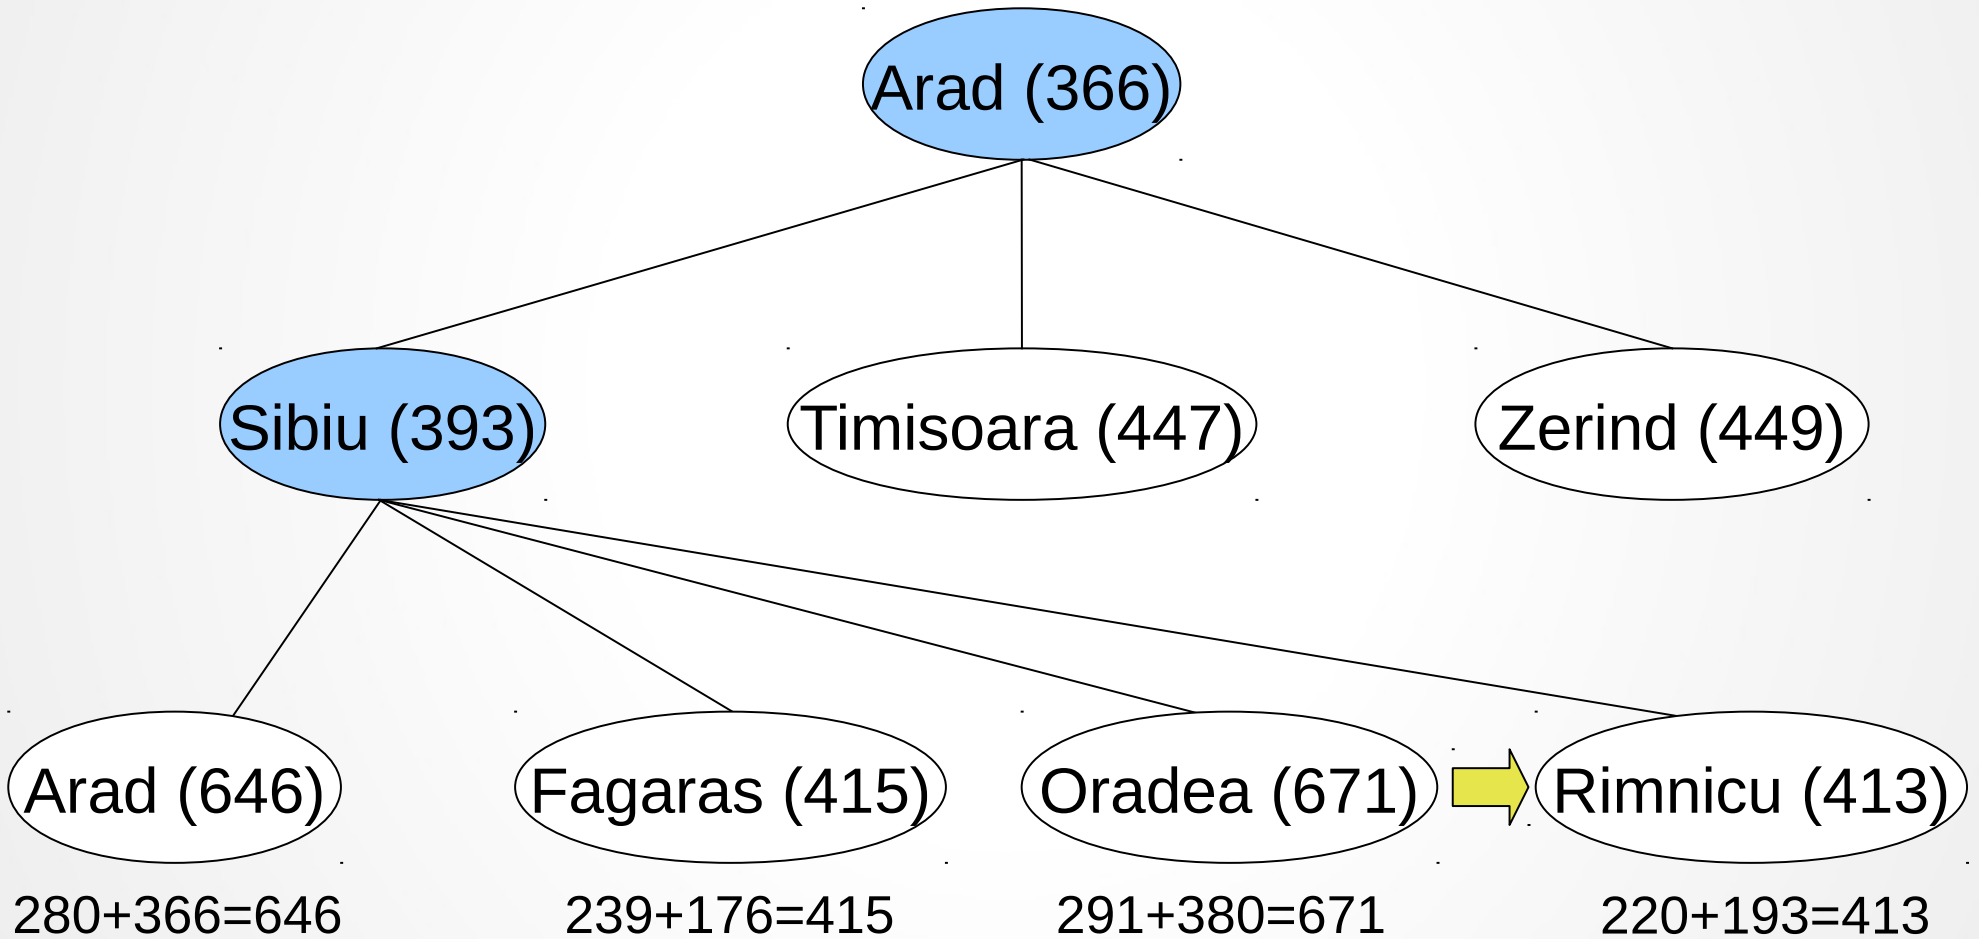 Arad (366)
Sibiu (393)
Timisoara (447)
Zerind (449)
Arad (646)
Fagaras (415)
Oradea (671)
Rimnicu (413)
280+366=646
239+176=415
291+380=671
220+193=413